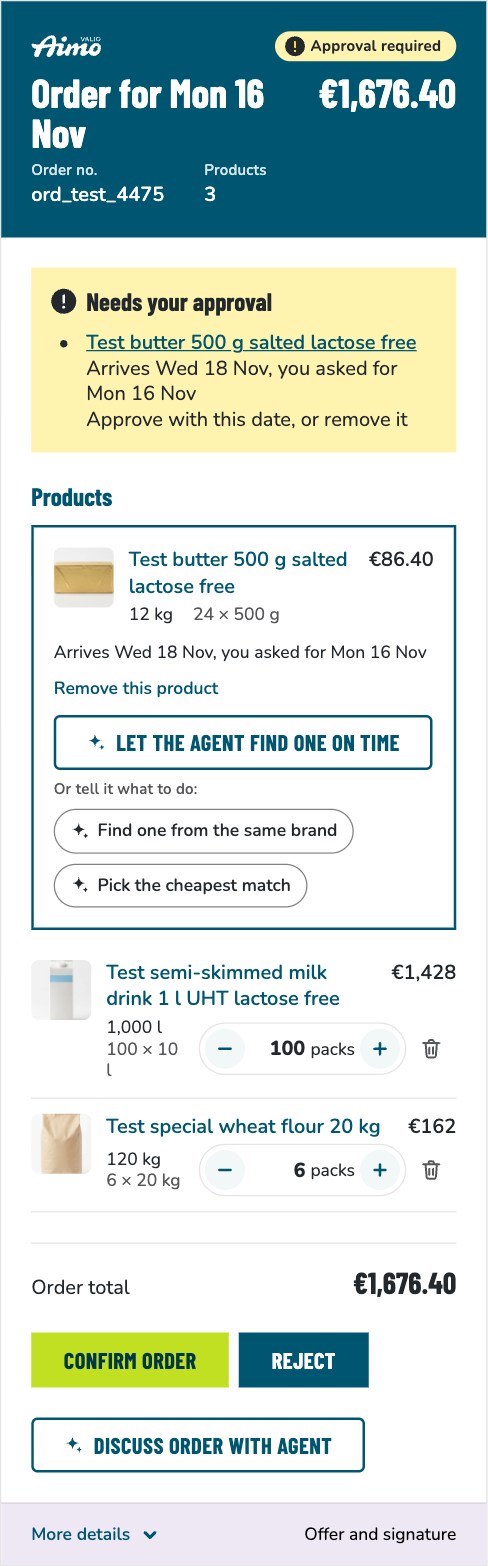 Aimo VALIO
Approval required
Order for Mon 16 Nov
€1,676.40
Order no.
Products
ord_test_4475
3
Needs your approval
• Test butter 500 g salted lactose free
Arrives Wed 18 Nov, you asked for
Mon 16 Nov
Approve with this date, or remove it
Products
Test butter 500 g salted
lactose free
€86.40
12 kg 24 × 500 g
Arrives Wed 18 Nov, you asked for Mon 16 Nov
Remove this product
LET THE AGENT FIND ONE ON TIME
Or tell it what to do:
Find one from the same brand
Pick the cheapest match
Test semi-skimmed milk
drink 1 l UHT lactose free
€1,428
1,000 l
100 × 10
l
− 100 packs +
Test special wheat flour 20 kg
€162
120 kg
6 × 20 kg
− 6 packs +
Order total
€1,676.40
CONFIRM ORDER
REJECT
DISCUSS ORDER WITH AGENT
More details
Offer and signature